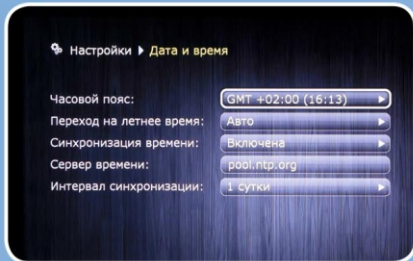 Настройки Дата и время
Часовой пояс: GMT +02:00 (16:13)
Переход на летнее время: Авто
Синхронизация времени: Включена
Сервер времени: pool.ntp.org
Интервал синхронизации: 1 сутки